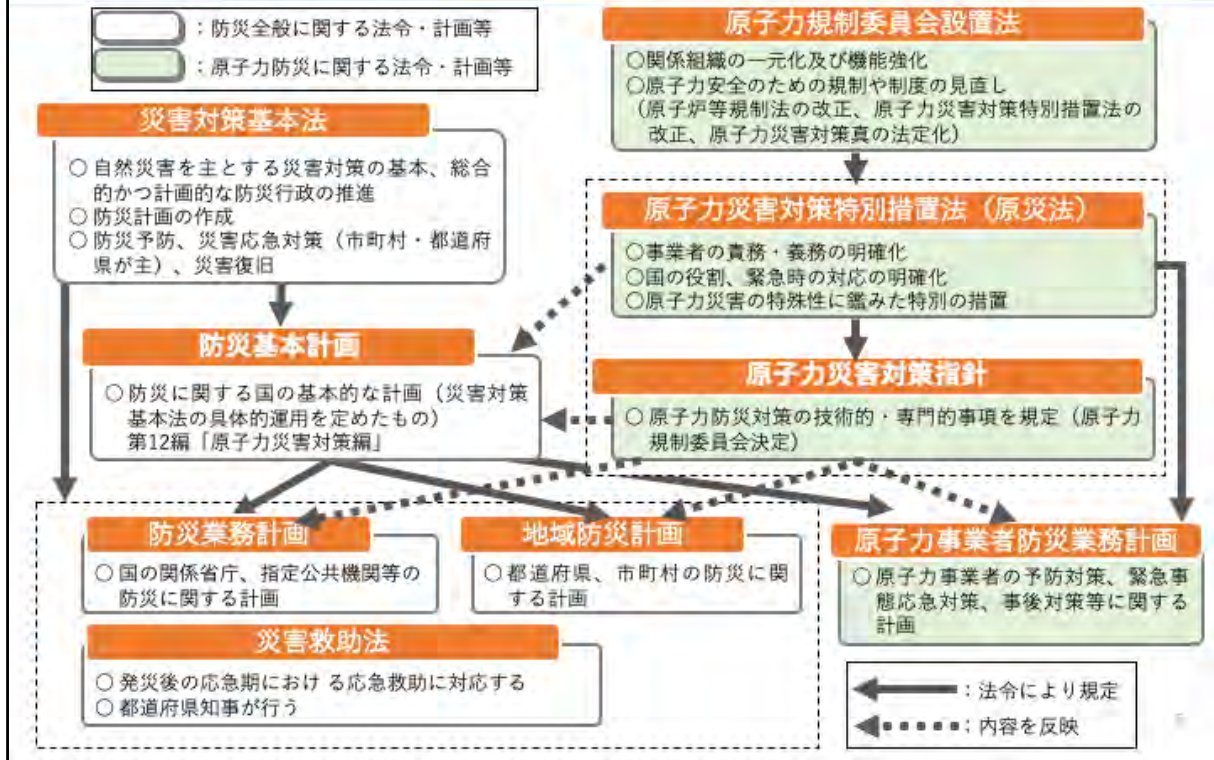 ：防災全般に関する法令・計画等
：原子力防災に関する法令・計画等
原子力規制委員会設置法
○関係組織の一元化及び機能強化
○原子力安全のための規制や制度の見直し
（原子炉等規制法の改正、原子力災害対策特別措置法の
改正、原子力災害対策真の法定化）
災害対策基本法
○自然災害を主とする災害対策の基本、総合
的かつ計画的な防災行政の推進
○防災計画の作成
○防災予防、災害応急対策（市町村・都道府
県が主）、災害復旧
原子力災害対策特別措置法（原災法）
○事業者の責務・義務の明確化
○国の役割、緊急時の対応の明確化
○原子力災害の特殊性に鑑みた特別の措置
防災基本計画
○防災に関する国の基本的な計画（災害対策
基本法の具体的運用を定めたもの）
第12編「原子力災害対策編」
原子力災害対策指針
○原子力防災対策の技術的・専門的事項を規定（原子力
規制委員会決定）
防災業務計画
○国の関係省庁、指定公共機関等の
防災に関する計画
地域防災計画
○都道府県、市町村の防災に関
する計画
原子力事業者防災業務計画
○原子力事業者の予防対策、緊急事
態応急対策、事後対策等に関する
計画
災害救助法
○発災後の応急期におけ る応急救助に対応する
○都道府県知事が行う
：法令により規定
：内容を反映